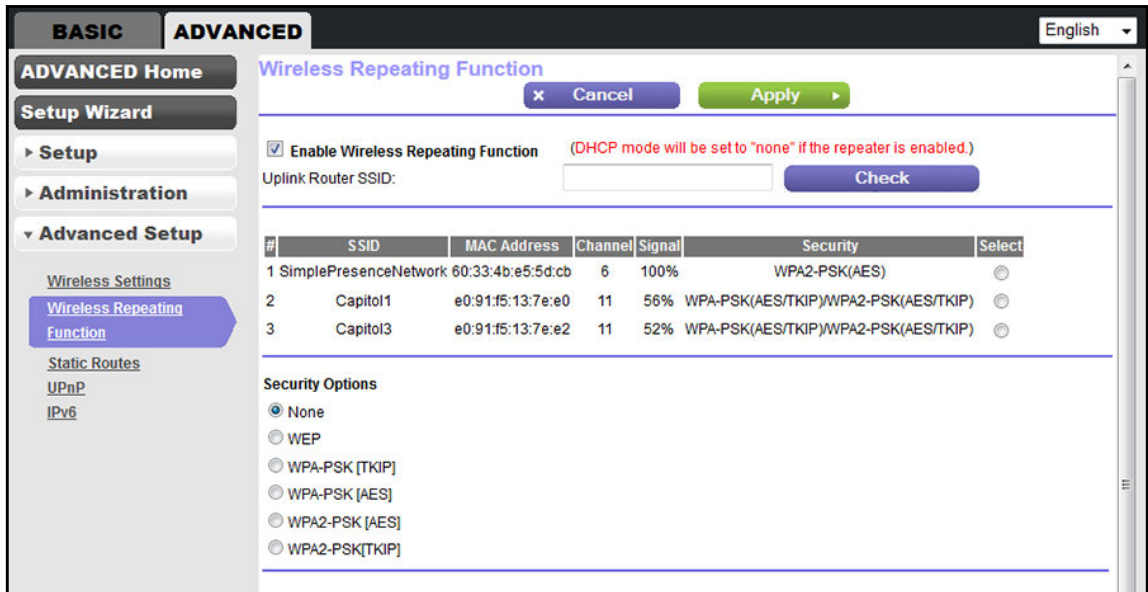 BASIC ADVANCED English
ADVANCED Home
Setup Wizard
Setup
Administration
Advanced Setup
Wireless Settings
Wireless Repeating
Function
Static Routes
UPnP
IPv6
Wireless Repeating Function
Cancel Apply
Enable Wireless Repeating Function (DHCP mode will be set to "none" if the repeater is enabled.)
Uplink Router SSID: Check
# SSID MAC Address Channel Signal Security Select
1 SimplePresenceNetwork 60:33:4b:e5:5d:cb 6 100% WPA2-PSK(AES)
2 Capitol1 e0:91:f5:13:7e:e0 11 56% WPA-PSK(AES/TKIP)/WPA2-PSK(AES/TKIP)
3 Capitol3 e0:91:f5:13:7e:e2 11 52% WPA-PSK(AES/TKIP)/WPA2-PSK(AES/TKIP)
Security Options
None
WEP
WPA-PSK [TKIP]
WPA-PSK [AES]
WPA2-PSK [AES]
WPA2-PSK[TKIP]